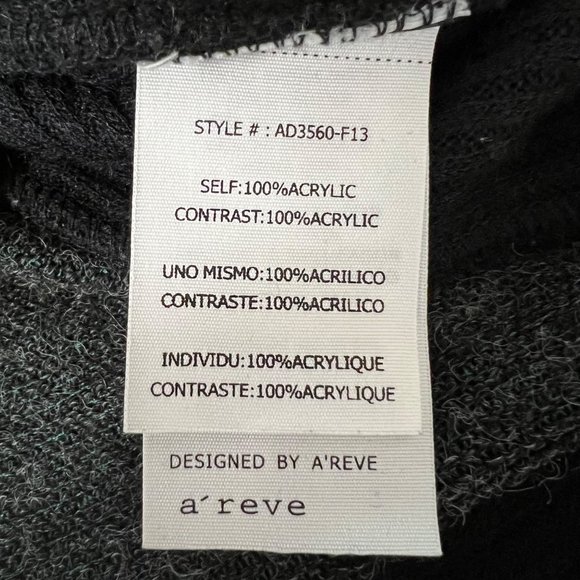 STYLE # : AD3560-F13
SELF:100%ACRYLIC
CONTRAST:100%ACRYLIC
UNO MISMO:100%ACRILICO
CONTRASTE:100%ACRILICO
INDIVIDU:100%ACRYLIQUE
CONTRASTE:100%ACRYLIQUE
DESIGNED BY A'REVE
a´reve